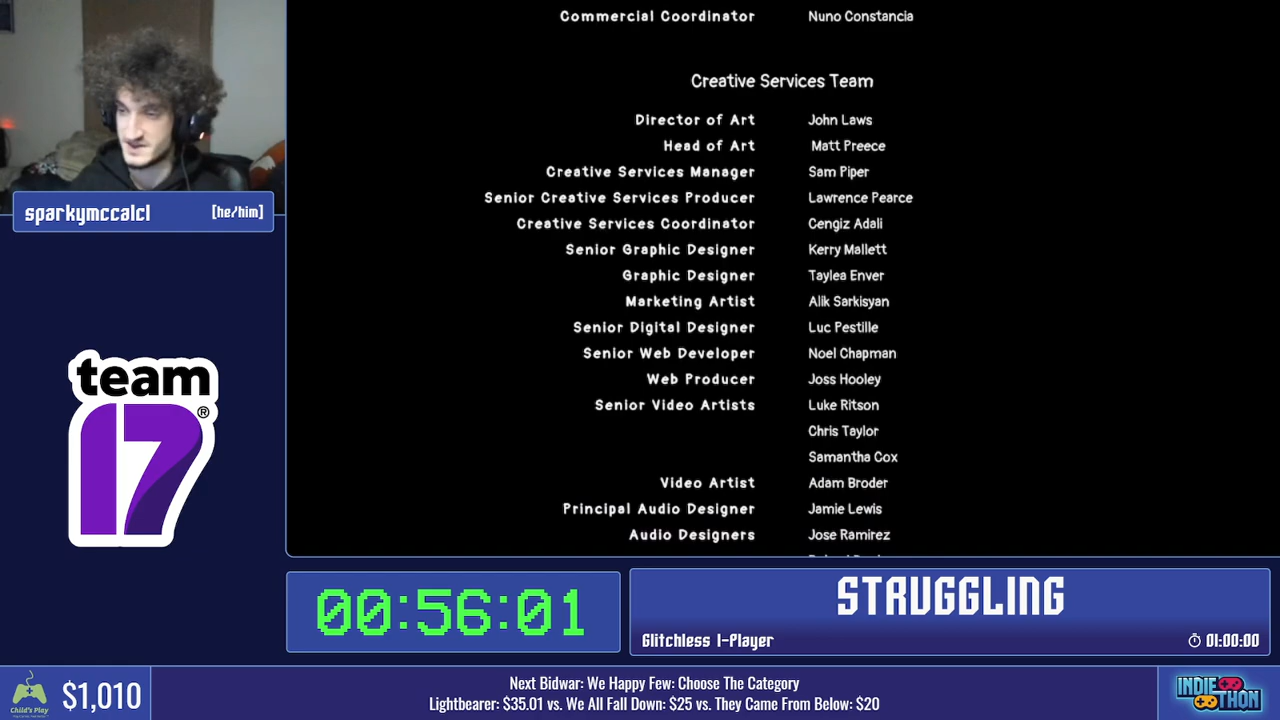 Commercial Coordinator Nuno Constancia
Creative Services Team
Director of Art John Laws
Head of Art Matt Preece
Creative Services Manager Sam Piper
Senior Creative Services Producer Lawrence Pearce
Creative Services Coordinator Cengiz Adali
Senior Graphic Designer Kerry Mallett
Graphic Designer Taylea Enver
Marketing Artist Alik Sarkisyan
Senior Digital Designer Luc Pestille
Senior Web Developer Noel Chapman
Web Producer Joss Hooley
Senior Video Artists Luke Ritson
Chris Taylor
Samantha Cox
Video Artist Adam Broder
Principal Audio Designer Jamie Lewis
Audio Designers Jose Ramirez
sparkymccalcl [he/him]
team
17®
00:56:01
STRUGGLING
Glitchless 1-Player 01:00:00
Child's Play
$1,010
Next Bidwar: We Happy Few: Choose The Category
Lightbearer: $35.01 vs. We All Fall Down: $25 vs. They Came From Below: $20
INDIE
THON